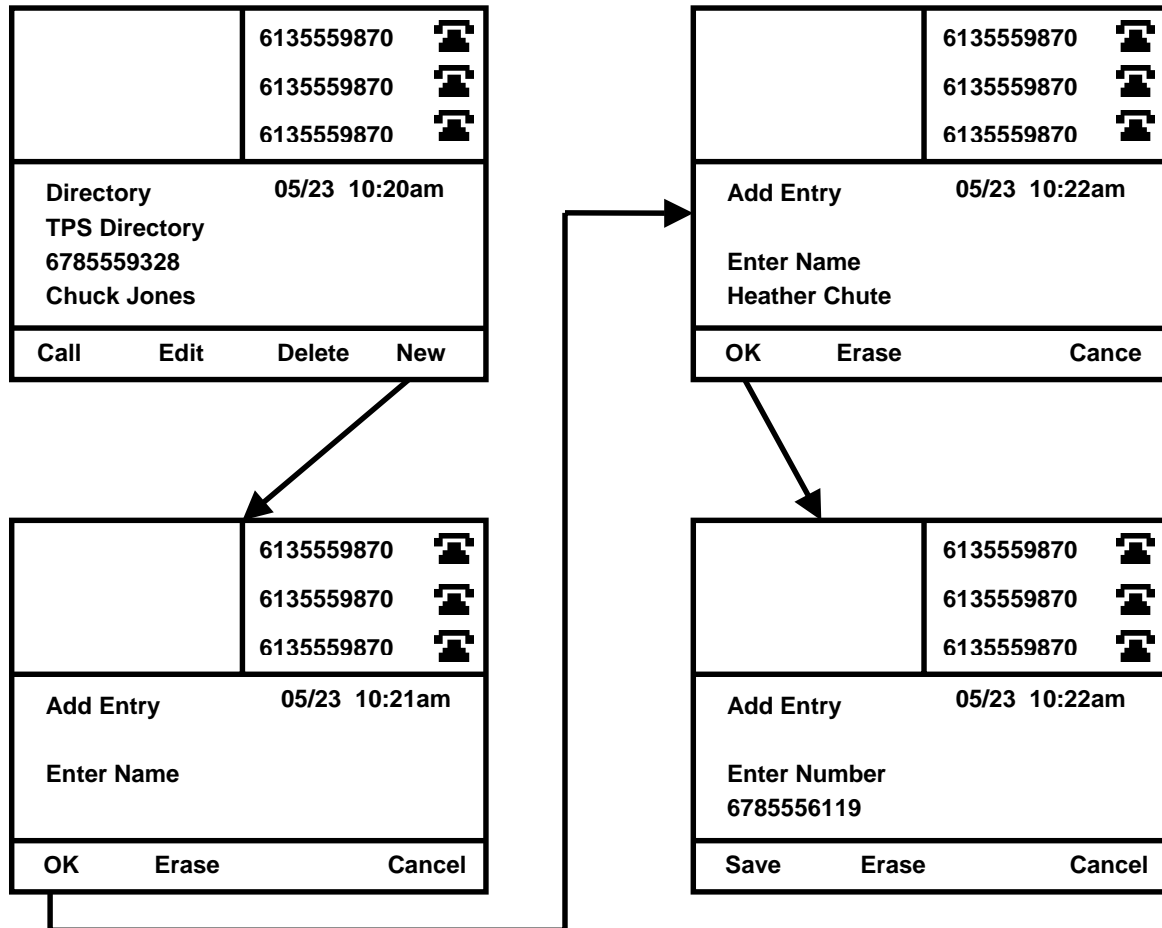 6135559870
6135559870
6135559870
Directory 05/23 10:20am
TPS Directory
6785559328
Chuck Jones
Call Edit Delete New
6135559870
6135559870
6135559870
Add Entry 05/23 10:21am
Enter Name
OK Erase Cancel
6135559870
6135559870
6135559870
Add Entry 05/23 10:22am
Enter Name
Heather Chute
OK Erase Cance
6135559870
6135559870
6135559870
Add Entry 05/23 10:22am
Enter Number
6785556119
Save Erase Cancel